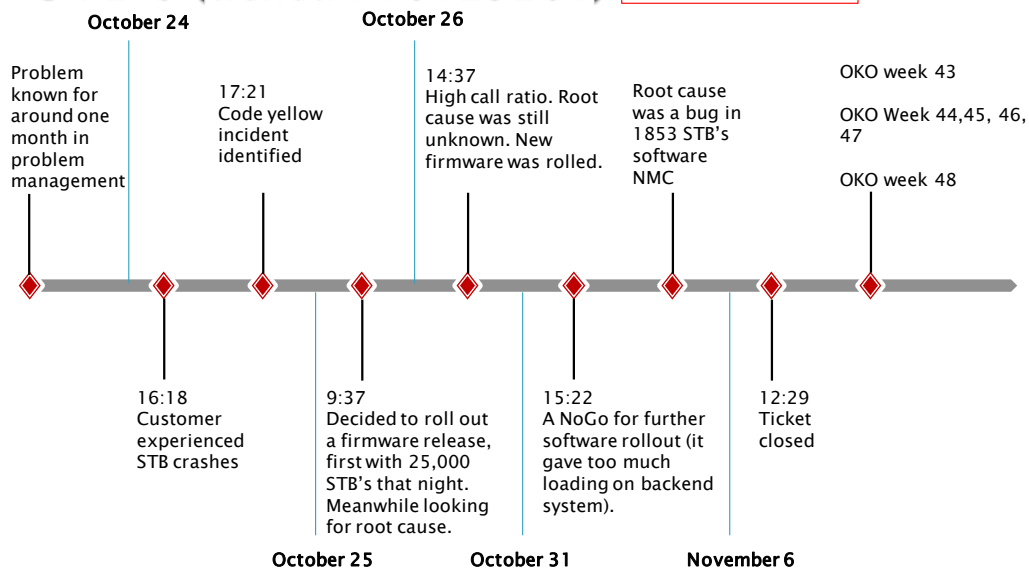 October 24
October 26
Problem
known for
around one
month in
problem
management
17:21
Code yellow
incident
identified
14:37
High call ratio. Root
cause was still
unknown. New
firmware was rolled.
Root cause
was a bug in
1853 STB's
software
NMC
OKO week 43
OKO Week 44,45, 46,
47
OKO week 48
16:18
Customer
experienced
STB crashes
9:37
Decided to roll out
a firmware release,
first with 25,000
STB's that night.
Meanwhile looking
for root cause.
15:22
A NoGo for further
software rollout (it
gave too much
loading on backend
system).
12:29
Ticket
closed
October 25
October 31
November 6